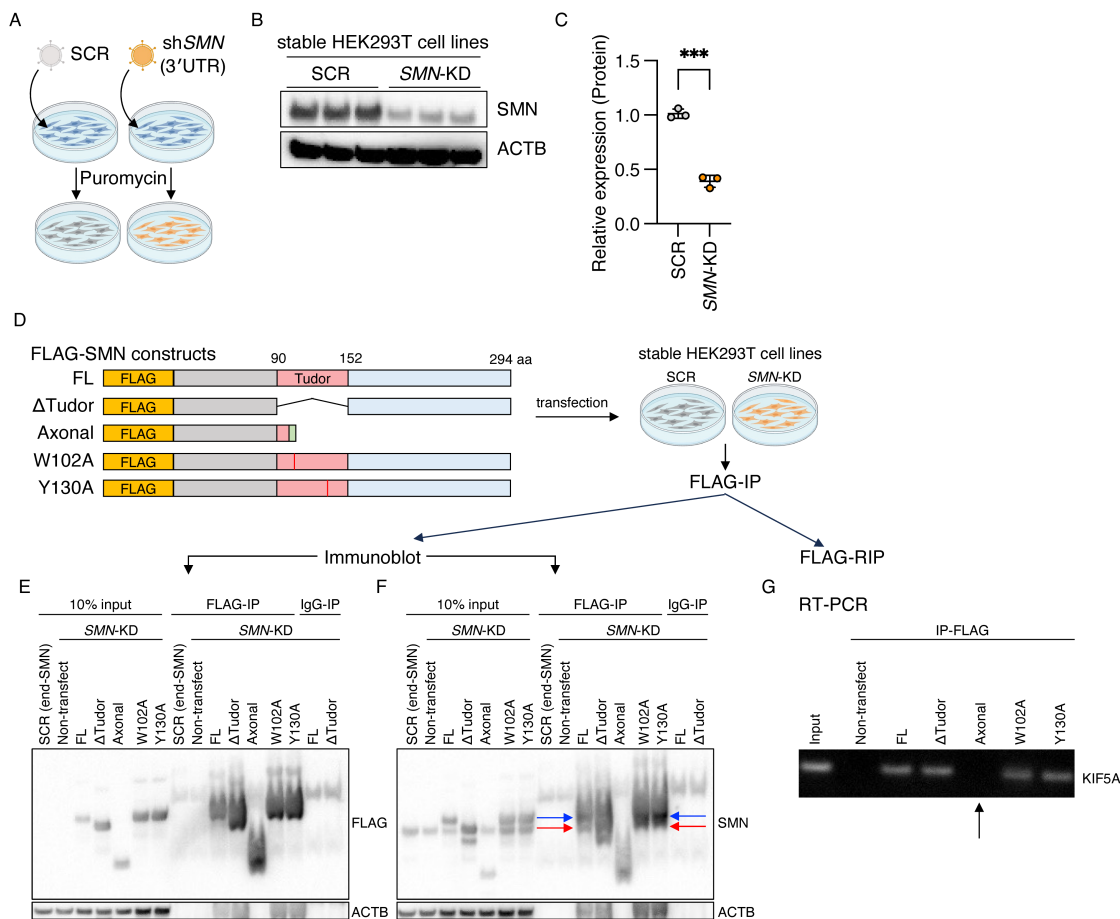 A
SCR
shSMN
(3′UTR)
Puromycin
B
stable HEK293T cell lines
SCR
SMN-KD
SMN
ACTB
C
***
Relative expression (Protein)
1.5
1.0
0.5
0.0
SCR
SMN-KD
D
FLAG-SMN constructs
90
152
294 aa
FL
FLAG
Tudor
ΔTudor
FLAG
Axonal
FLAG
W102A
FLAG
Y130A
FLAG
transfection
stable HEK293T cell lines
SCR
SMN-KD
FLAG-IP
Immunoblot
FLAG-RIP
E
10% input
FLAG-IP
IgG-IP
SMN-KD
SMN-KD
SCR (end-SMN)
Non-transfect
FL
ΔTudor
Axonal
W102A
Y130A
SCR (end-SMN)
Non-transfect
FL
ΔTudor
Axonal
W102A
Y130A
FL
ΔTudor
FLAG
ACTB
F
10% input
FLAG-IP
IgG-IP
SMN-KD
SMN-KD
SCR (end-SMN)
Non-transfect
FL
ΔTudor
Axonal
W102A
Y130A
SCR (end-SMN)
Non-transfect
FL
ΔTudor
Axonal
W102A
Y130A
FL
ΔTudor
SMN
ACTB
G
RT-PCR
IP-FLAG
Input
Non-transfect
FL
ΔTudor
Axonal
W102A
Y130A
KIF5A